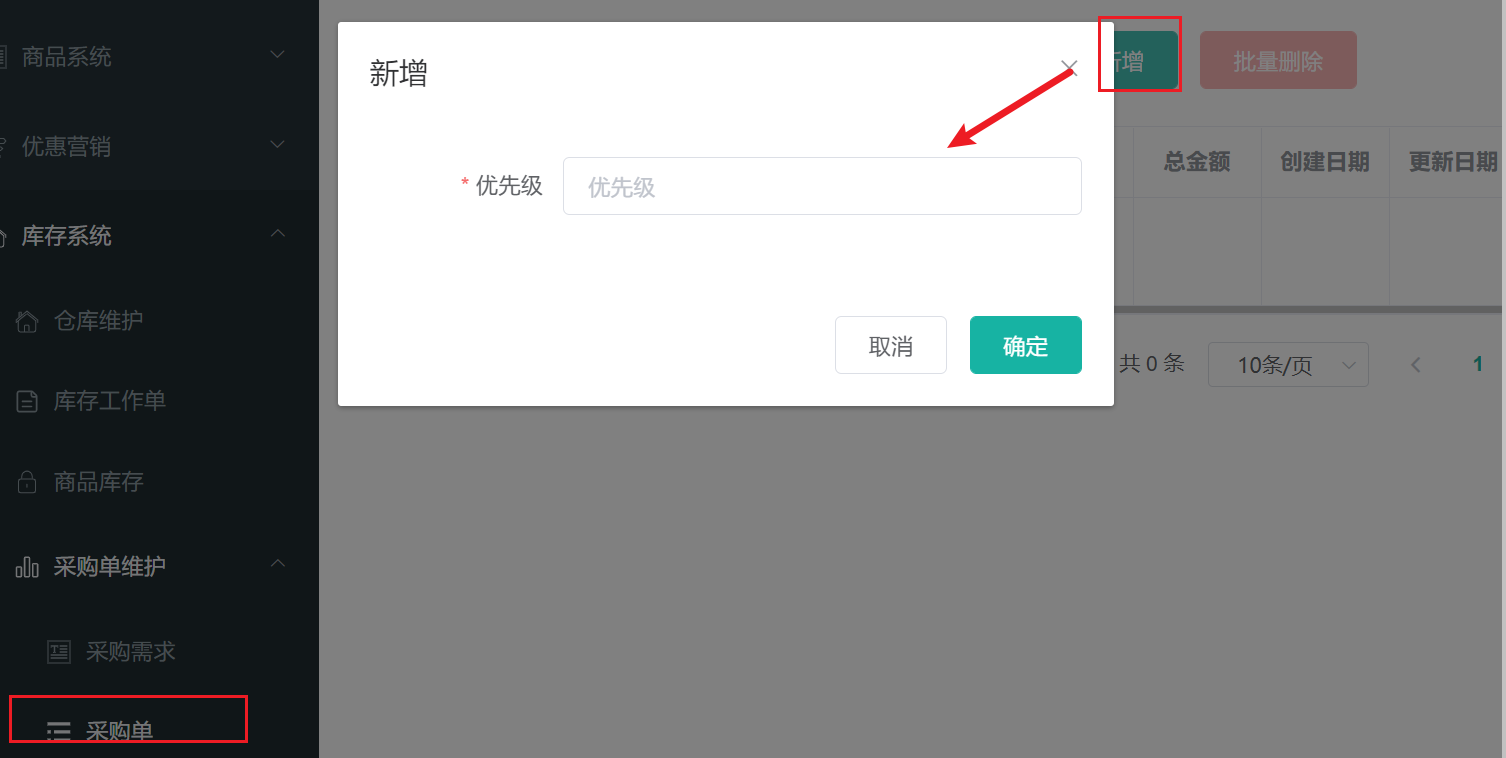 商品系统
优惠营销
库存系统
仓库维护
库存工作单
商品库存
采购单维护
采购需求
采购单
新增
* 优先级
优先级
取消
确定
新增
批量删除
总金额
创建日期
更新日期
共 0 条
10条/页
1